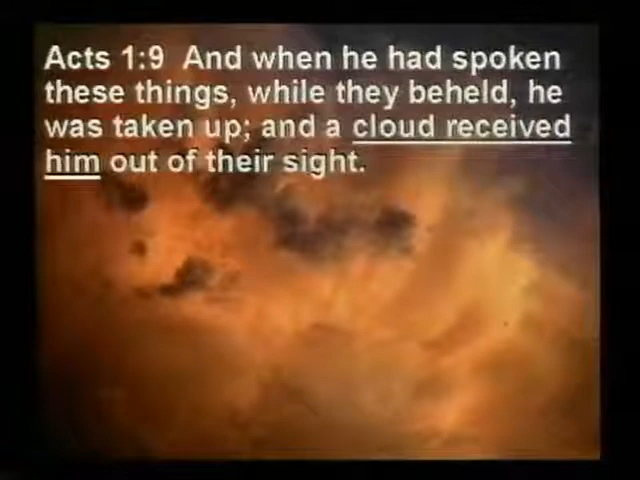 Acts 1:9 And when he had spoken
these things, while they beheld, he
was taken up; and a cloud received
him out of their sight.